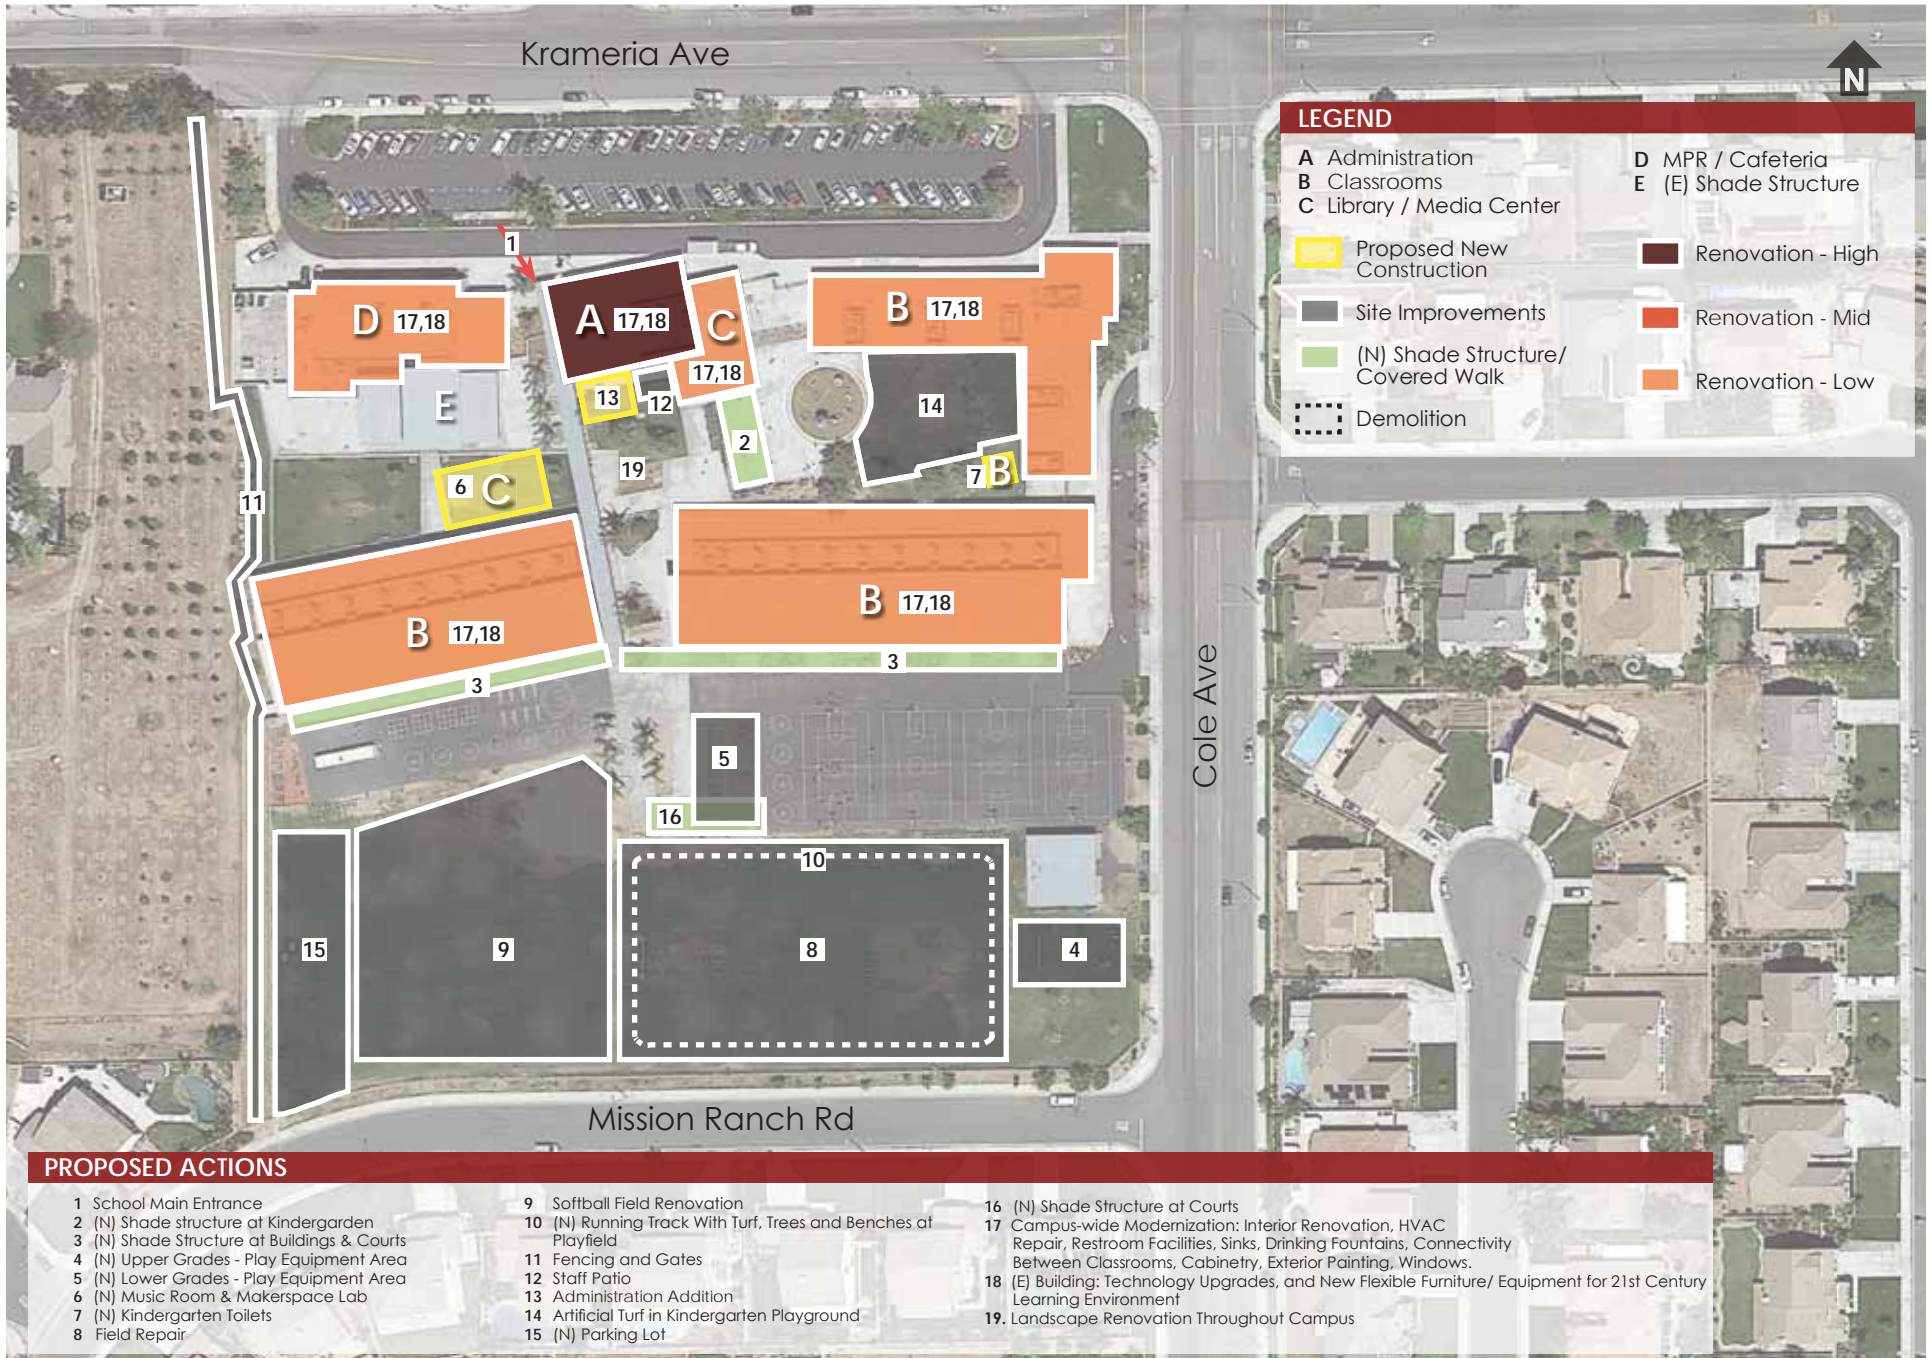 Krameria Ave
N
LEGEND
A Administration
B Classrooms
C Library / Media Center
D MPR / Cafeteria
E (E) Shade Structure
Proposed New
Construction
Site Improvements
(N) Shade Structure/
Covered Walk
Demolition
Renovation - High
Renovation - Mid
Renovation - Low
1
A 17,18
C
17,18
B 17,18
D 17,18
E
13
12
14
2
19
7 B
6 C
11
B 17,18
B 17,18
3
3
5
16
10
15
9
8
4
Cole Ave
Mission Ranch Rd
PROPOSED ACTIONS
1 School Main Entrance
2 (N) Shade structure at Kindergarden
3 (N) Shade Structure at Buildings & Courts
4 (N) Upper Grades - Play Equipment Area
5 (N) Lower Grades - Play Equipment Area
6 (N) Music Room & Makerspace Lab
7 (N) Kindergarten Toilets
8 Field Repair
9 Softball Field Renovation
10 (N) Running Track With Turf, Trees and Benches at
Playfield
11 Fencing and Gates
12 Staff Patio
13 Administration Addition
14 Artificial Turf in Kindergarten Playground
15 (N) Parking Lot
16 (N) Shade Structure at Courts
17 Campus-wide Modernization: Interior Renovation, HVAC
Repair, Restroom Facilities, Sinks, Drinking Fountains, Connectivity
Between Classrooms, Cabinetry, Exterior Painting, Windows.
18 (E) Building: Technology Upgrades, and New Flexible Furniture/ Equipment for 21st Century
Learning Environment
19. Landscape Renovation Throughout Campus